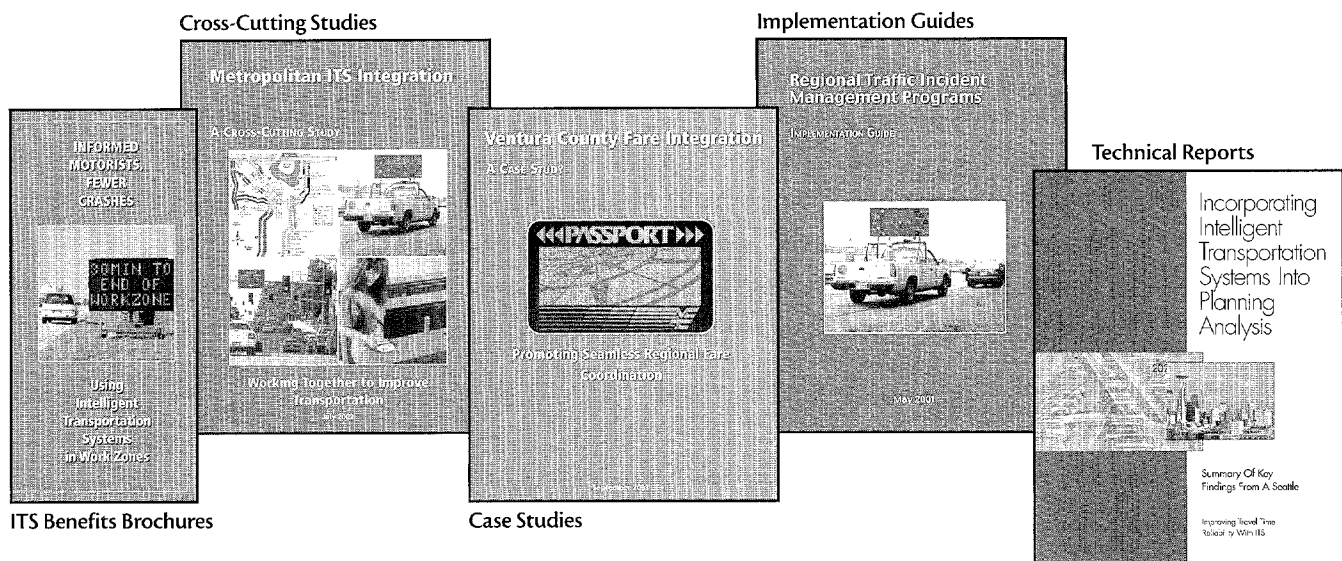 Cross-Cutting Studies
Implementation Guides
Technical Reports
ITS Benefits Brochures
Case Studies
INFORMED
MOTORISTS,
FEWER
CRASHES
30MIN TO
END OF
WORKZONE
Using
Intelligent
Transportation
Systems
in Work Zones
Metropolitan ITS Integration
A CROSS-CUTTING STUDY
Working Together to Improve
Transportation
Ventura County Fare Integration
A CASE STUDY
PASSPORT
Promoting Seamless Regional Fare
Coordination
Regional Traffic Incident
Management Programs
IMPLEMENTATION GUIDE
May 2001
Incorporating
Intelligent
Transportation
Systems Into
Planning
Analysis
Summary Of Key
Findings From A Seattle
Improving Travel Time
Reliability With ITS